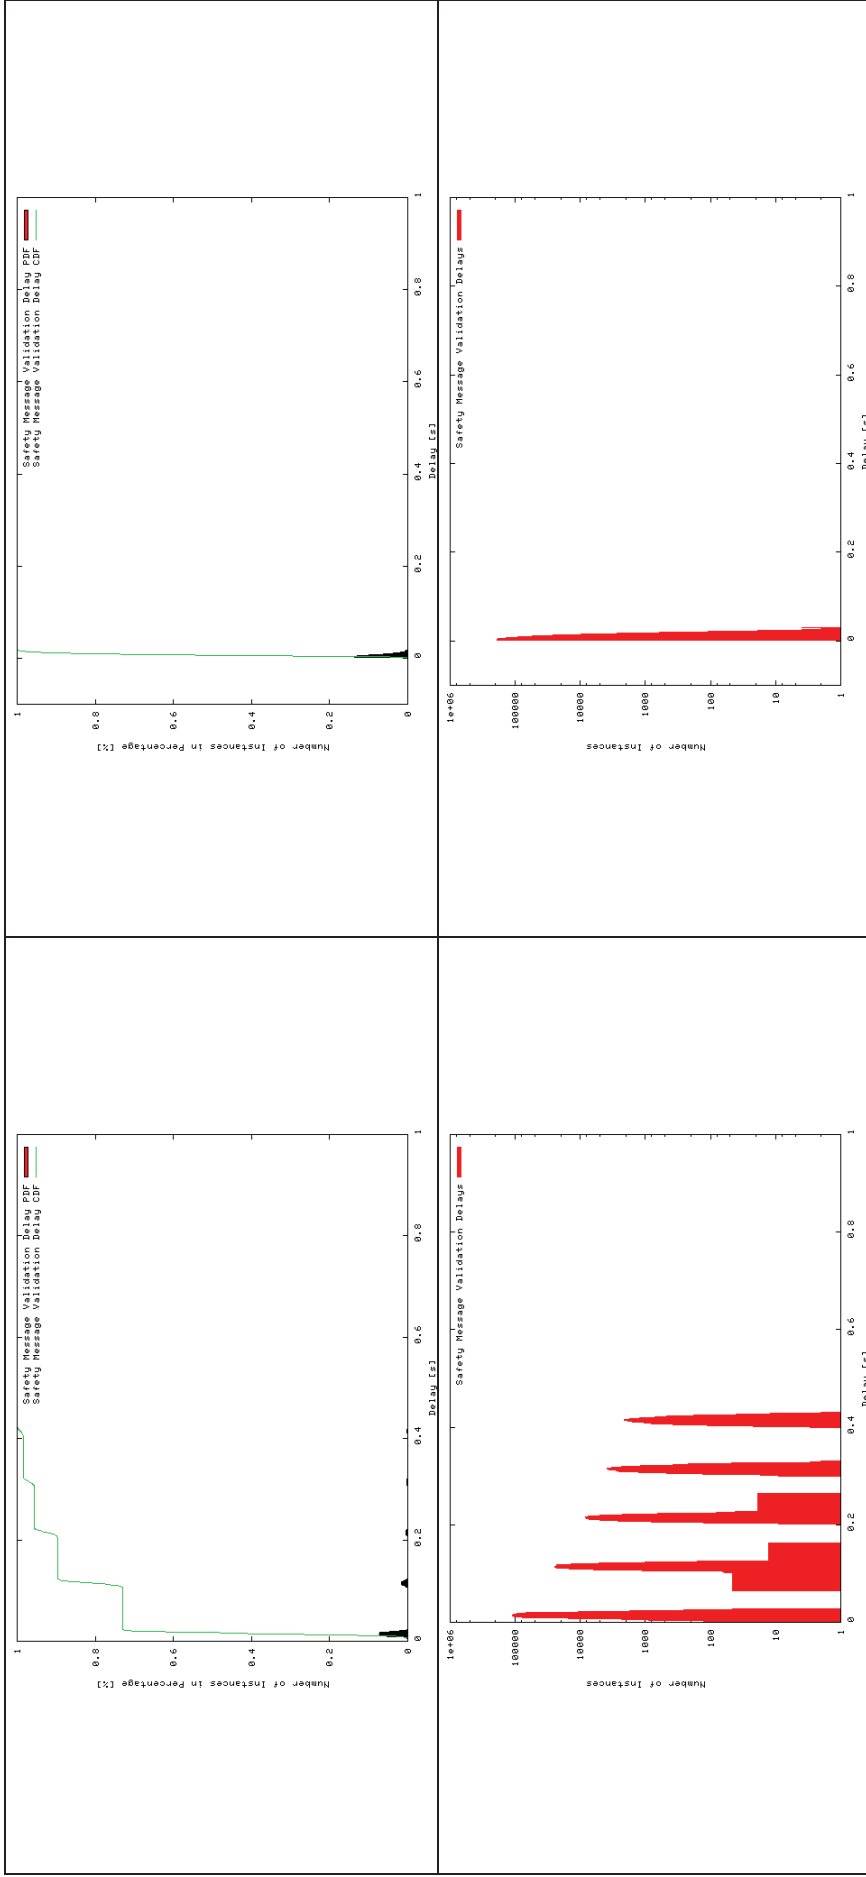 Number of Instances in Percentage [%]
1
0.8
0.6
0.4
0.2
0
Safety Message Validation Delay PDF
Safety Message Validation Delay CDF
0 0.2 0.4 0.6 0.8 1
Delay [s]
Number of Instances in Percentage [%]
1
0.8
0.6
0.4
0.2
0
Safety Message Validation Delay PDF
Safety Message Validation Delay CDF
0 0.2 0.4 0.6 0.8 1
Delay [s]
Number of Instances
1e+06
100000
10000
1000
100
10
1
Safety Message Validation Delays
0 0.2 0.4 0.6 0.8 1
Delay [s]
Number of Instances
1e+06
100000
10000
1000
100
10
1
Safety Message Validation Delays
0 0.2 0.4 0.6 0.8 1
Delay [s]